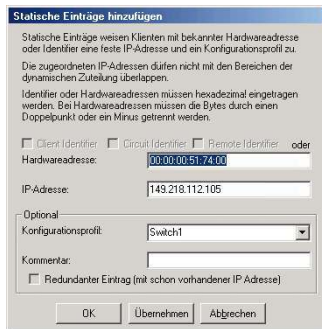 Statische Einträge hinzufügen
Statische Einträge weisen Klienten mit bekannter Hardwareadresse
oder Identifier eine feste IP-Adresse und ein Konfigurationsprofil zu.
Die zugeordneten IP-Adressen dürfen nicht mit den Bereichen der
dynamischen Zuteilung überlappen.
Identifier oder Hardwareadressen müssen hexadezimal eingetragen
werden. Bei Hardwareadressen müssen die Bytes durch einen
Doppelpunkt oder ein Minus getrennt werden.
Client Identifier Circuit Identifier Remote Identifier oder
Hardwareadresse: 00:00:00:51:74:00
IP-Adresse: 149.218.112.105
Optional
Konfigurationsprofil: Switch1
Kommentar:
Redundanter Eintrag (mit schon vorhandener IP Adresse)
OK Übernehmen Abbrechen